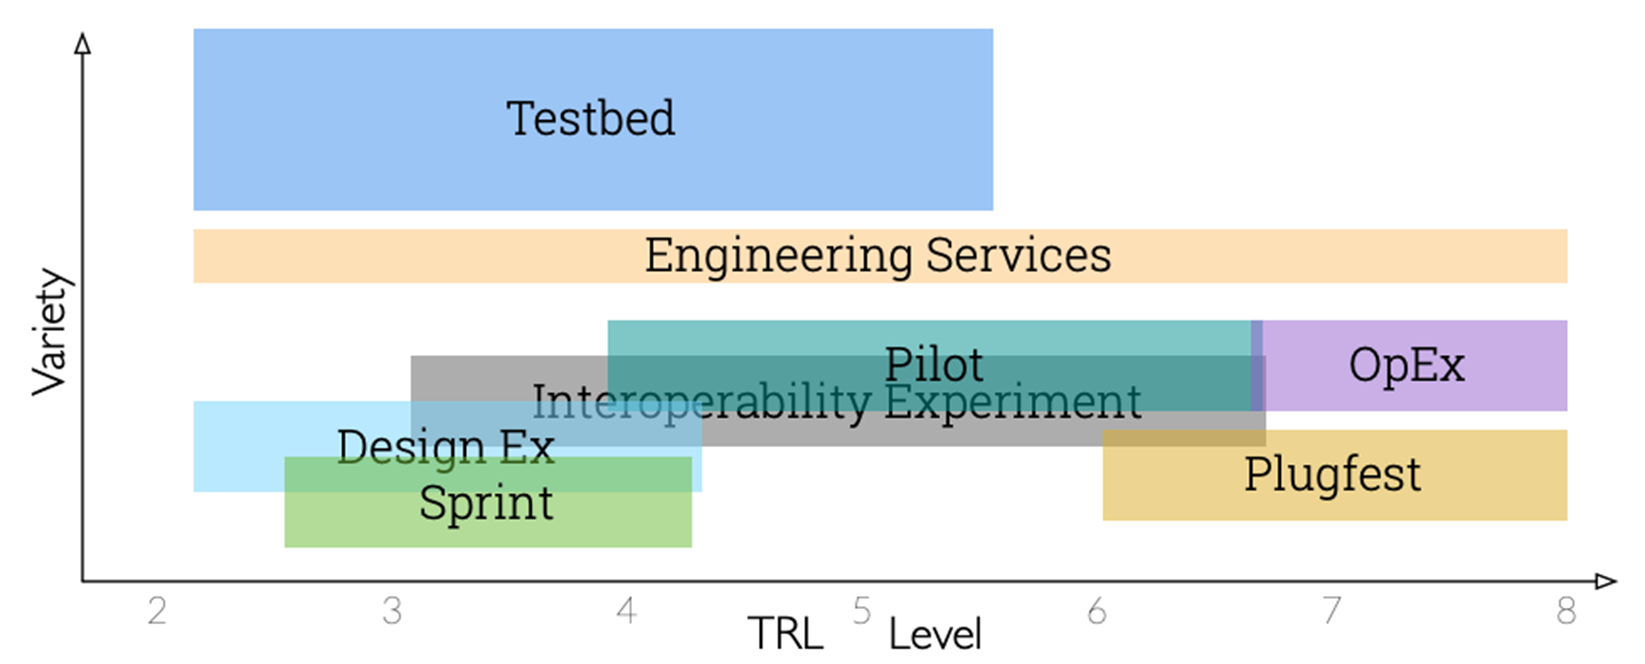 Testbed
Engineering Services
Pilot
OpEx
Interoperability Experiment
Design Ex
Plugfest
Sprint
Variety
2 3 4 5 6 7 8
TRL Level